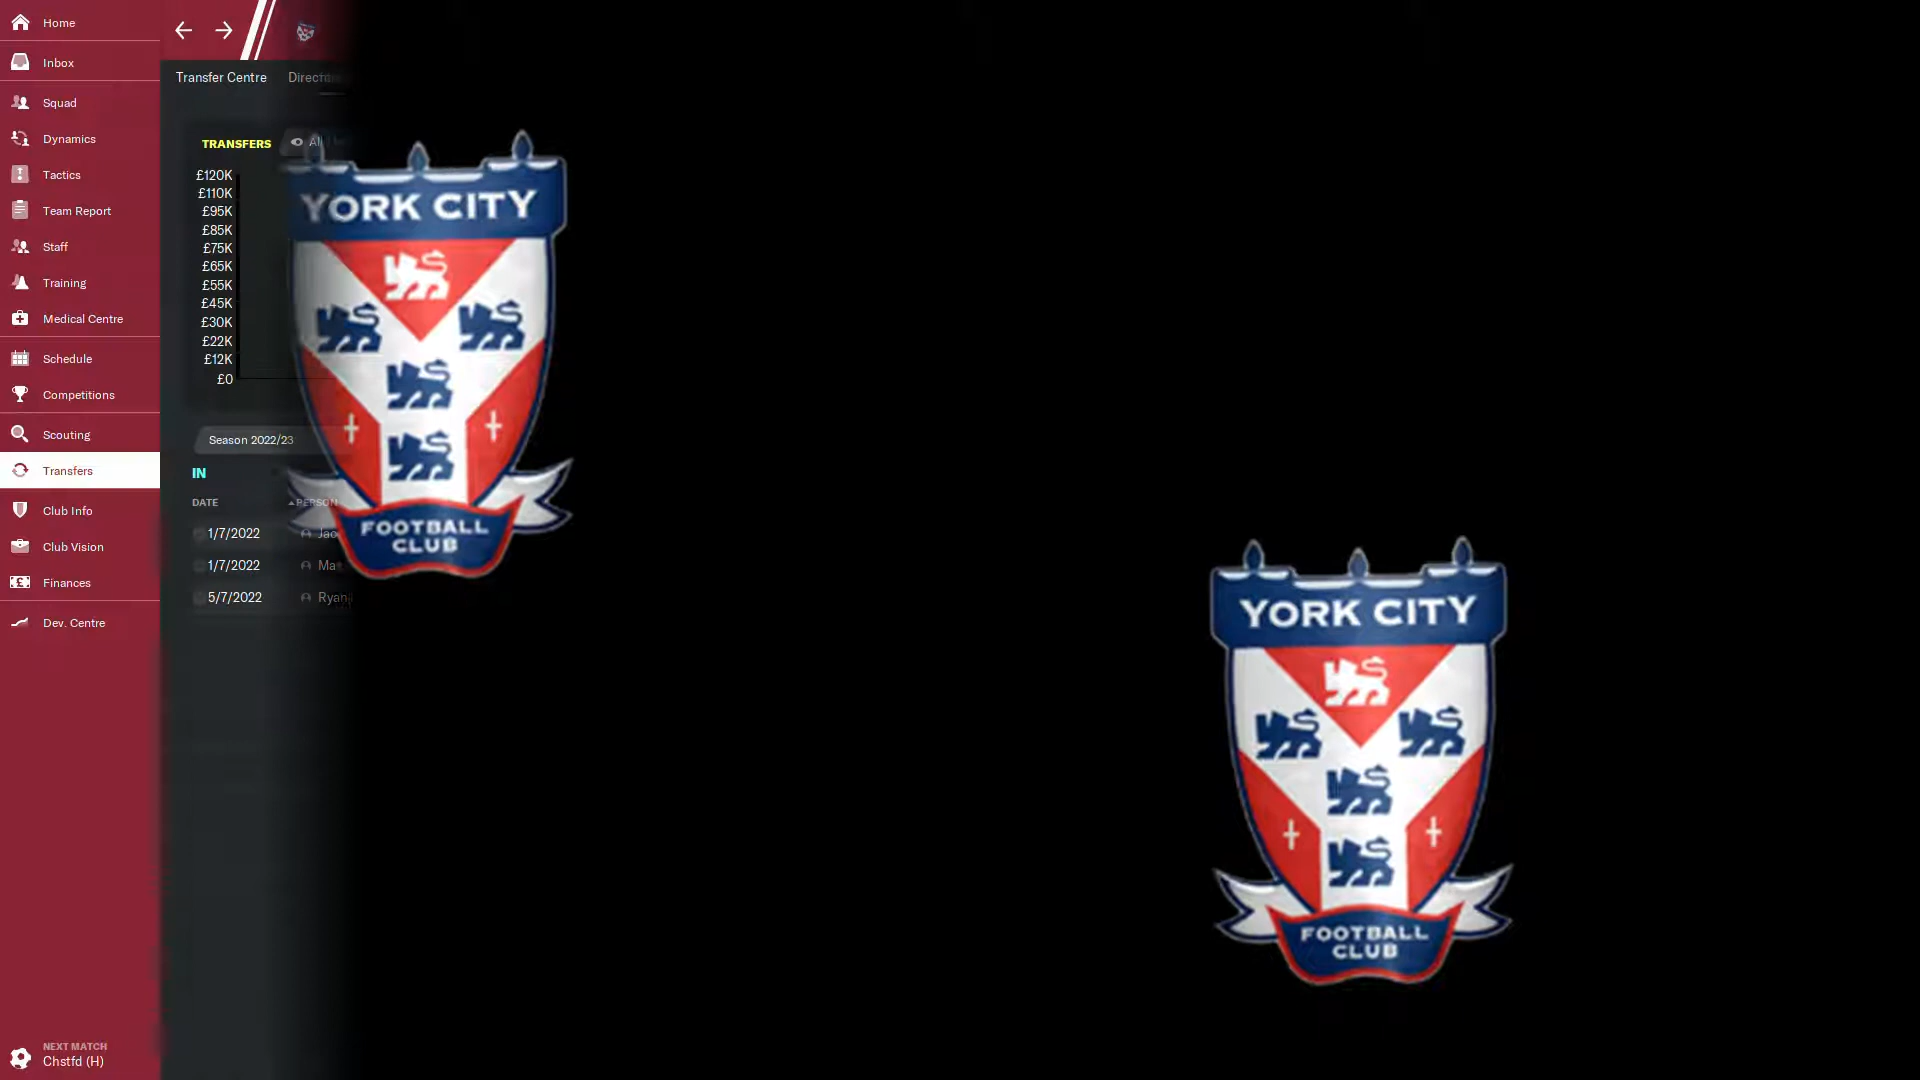 Home
Inbox
Squad
Dynamics
Tactics
Team Report
Staff
Training
Medical Centre
Schedule
Competitions
Scouting
Transfers
Club Info
Club Vision
Finances
Dev. Centre
NEXT MATCH
Chstfd (H)
Transfer Centre
TRANSFERS
£120K
£110K
£95K
£85K
£75K
£65K
£55K
£45K
£30K
£22K
£12K
£0
Season 2022/23
IN
DATE PERSON
1/7/2022
1/7/2022
5/7/2022 Ryan
YORK CITY
FOOTBALL
CLUB
YORK CITY
FOOTBALL
CLUB